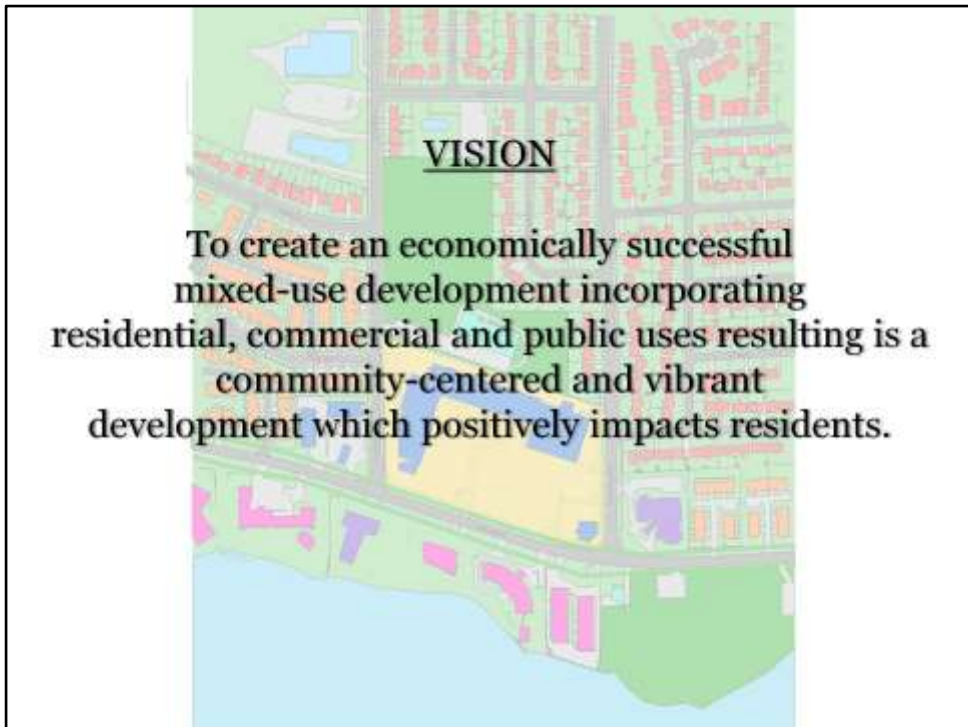 VISION
To create an economically successful
mixed-use development incorporating
residential, commercial and public uses resulting is a
community-centered and vibrant
development which positively impacts residents.